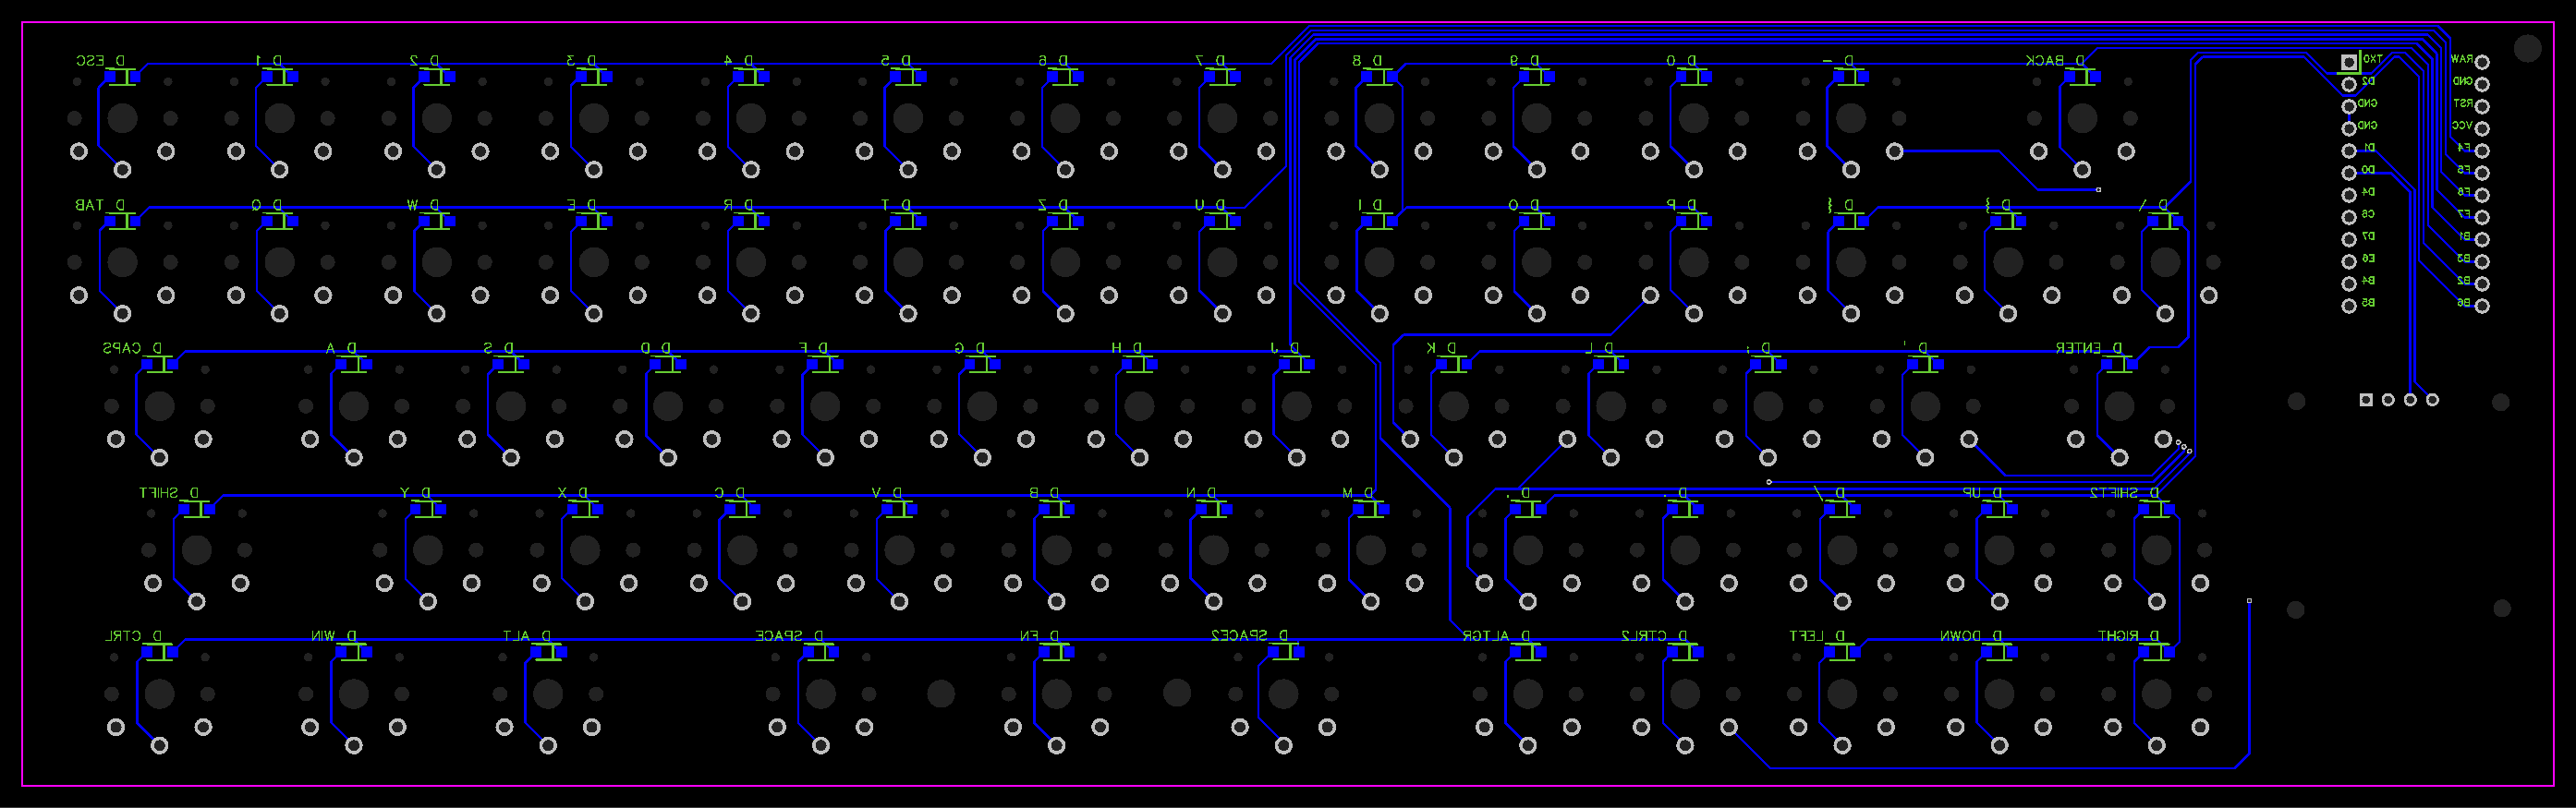 D_ESC
D_1
D_2
D_3
D_4
D_5
D_6
D_7
D_8
D_9
D_0
D_-
D_BACK
D_TAB
D_Q
D_W
D_E
D_R
D_T
D_Z
D_U
D_I
D_O
D_P
D_{
D_}
D_\
D_CAPS
D_A
D_S
D_D
D_F
D_G
D_H
D_J
D_K
D_L
D_;
D_'
D_ENTER
D_SHIFT
D_Y
D_X
D_C
D_V
D_B
D_N
D_M
D_,
D_.
D_/
D_UP
D_SHIFT2
D_CTRL
D_WIN
D_ALT
D_SPACE
D_FN
D_SPACE2
D_ALTGR
D_CTRL2
D_LEFT
D_DOWN
D_RIGHT
TX0
D2
GND
GND
D1
D0
D4
C6
D7
E6
B4
B5
RAW
GND
RST
VCC
F4
F5
F6
F7
B1
B3
B2
B6